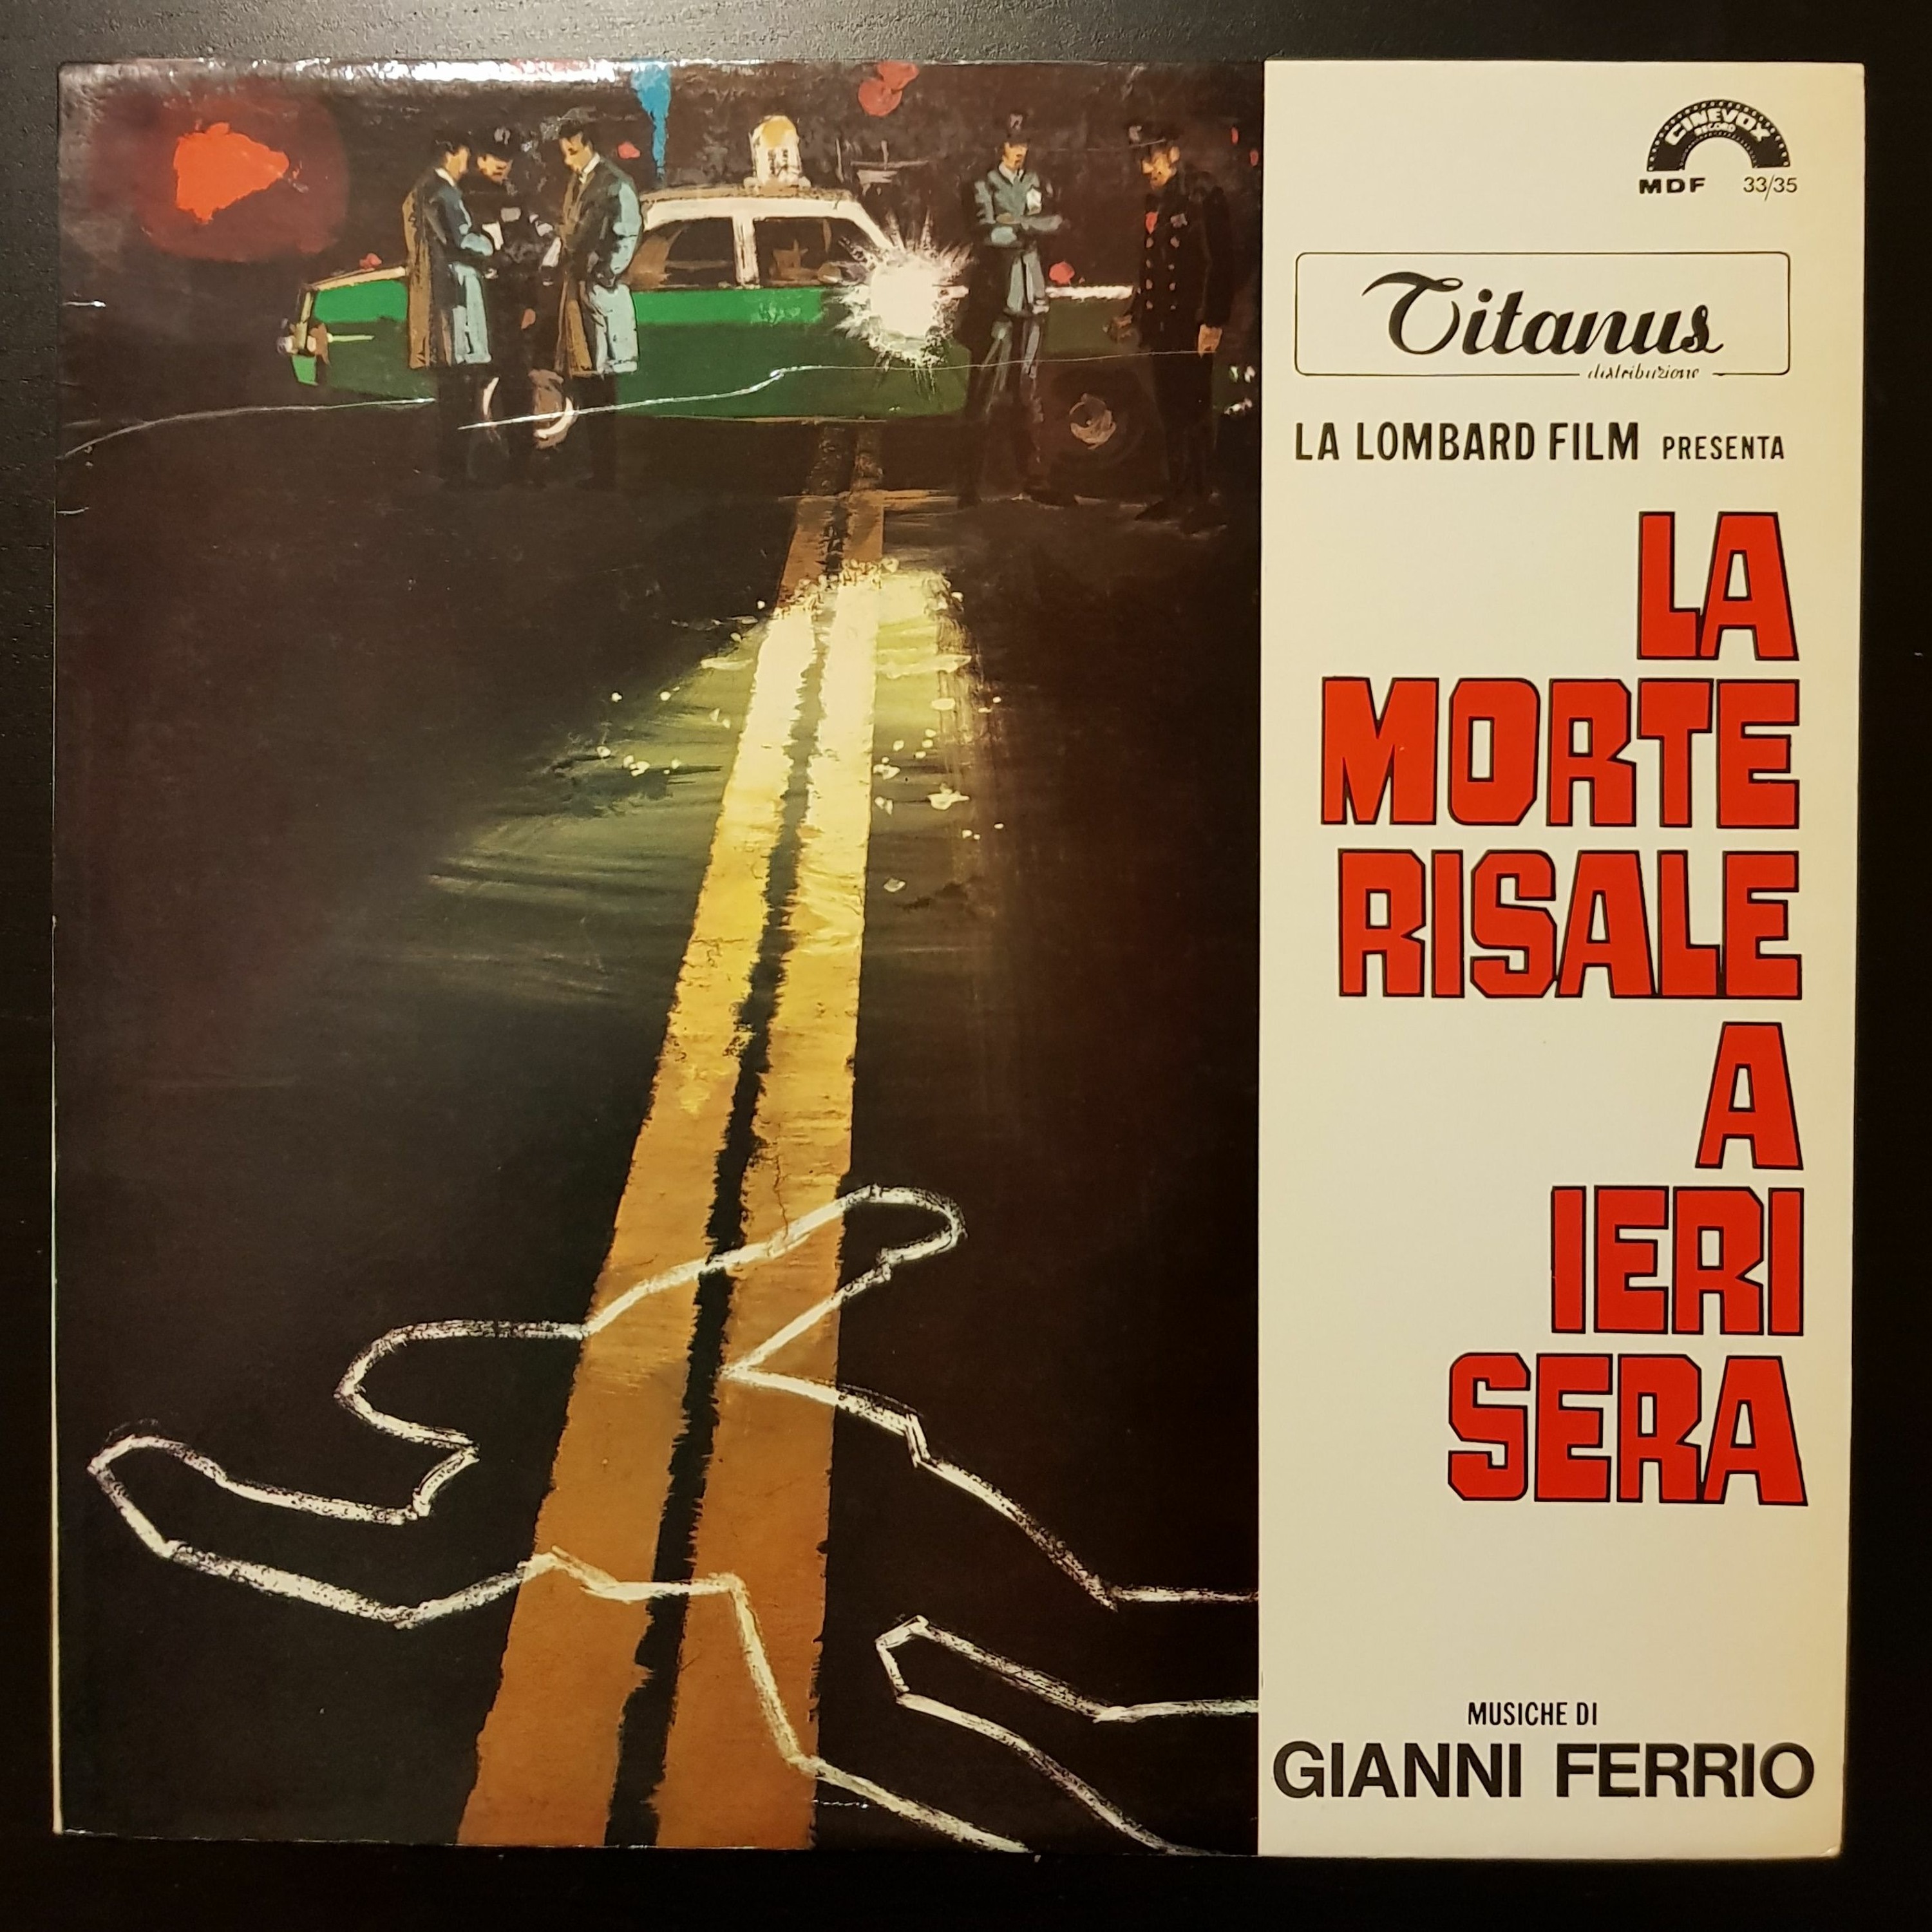 CINEVOX
RECORD
MDF 33/35
Titanus
distribuzione
LA LOMBARD FILM PRESENTA
LA
MORTE
RISALE
A
IERI
SERA
MUSICHE DI
GIANNI FERRIO